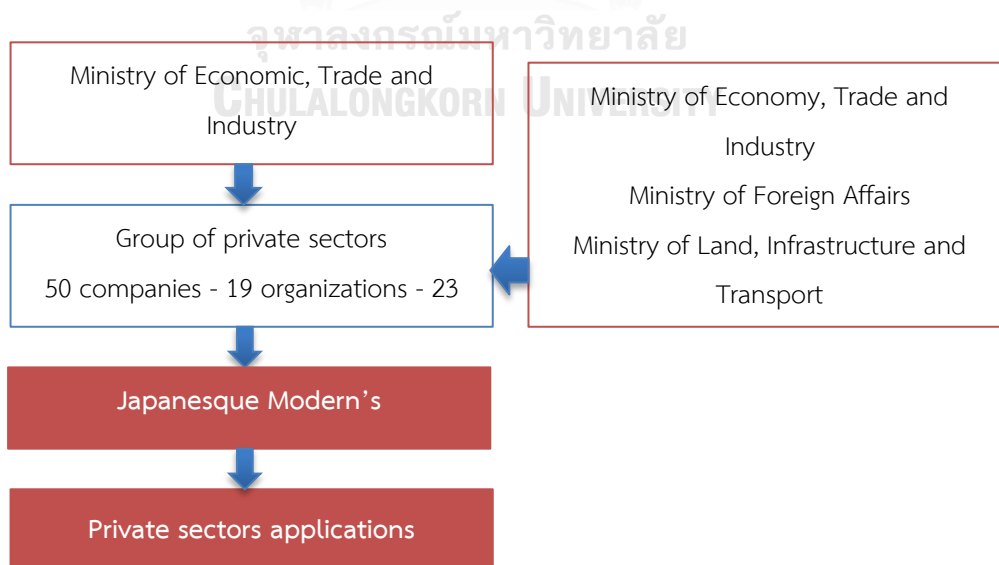 จุฬาลงกรณ์มหาวิทยาลัย
CHULALONGKORN UNIVERSITY
Ministry of Economic, Trade and
Industry
Ministry of Economy, Trade and
Industry
Ministry of Foreign Affairs
Ministry of Land, Infrastructure and
Transport
Group of private sectors
50 companies - 19 organizations - 23
Japanesque Modern’s
Private sectors applications